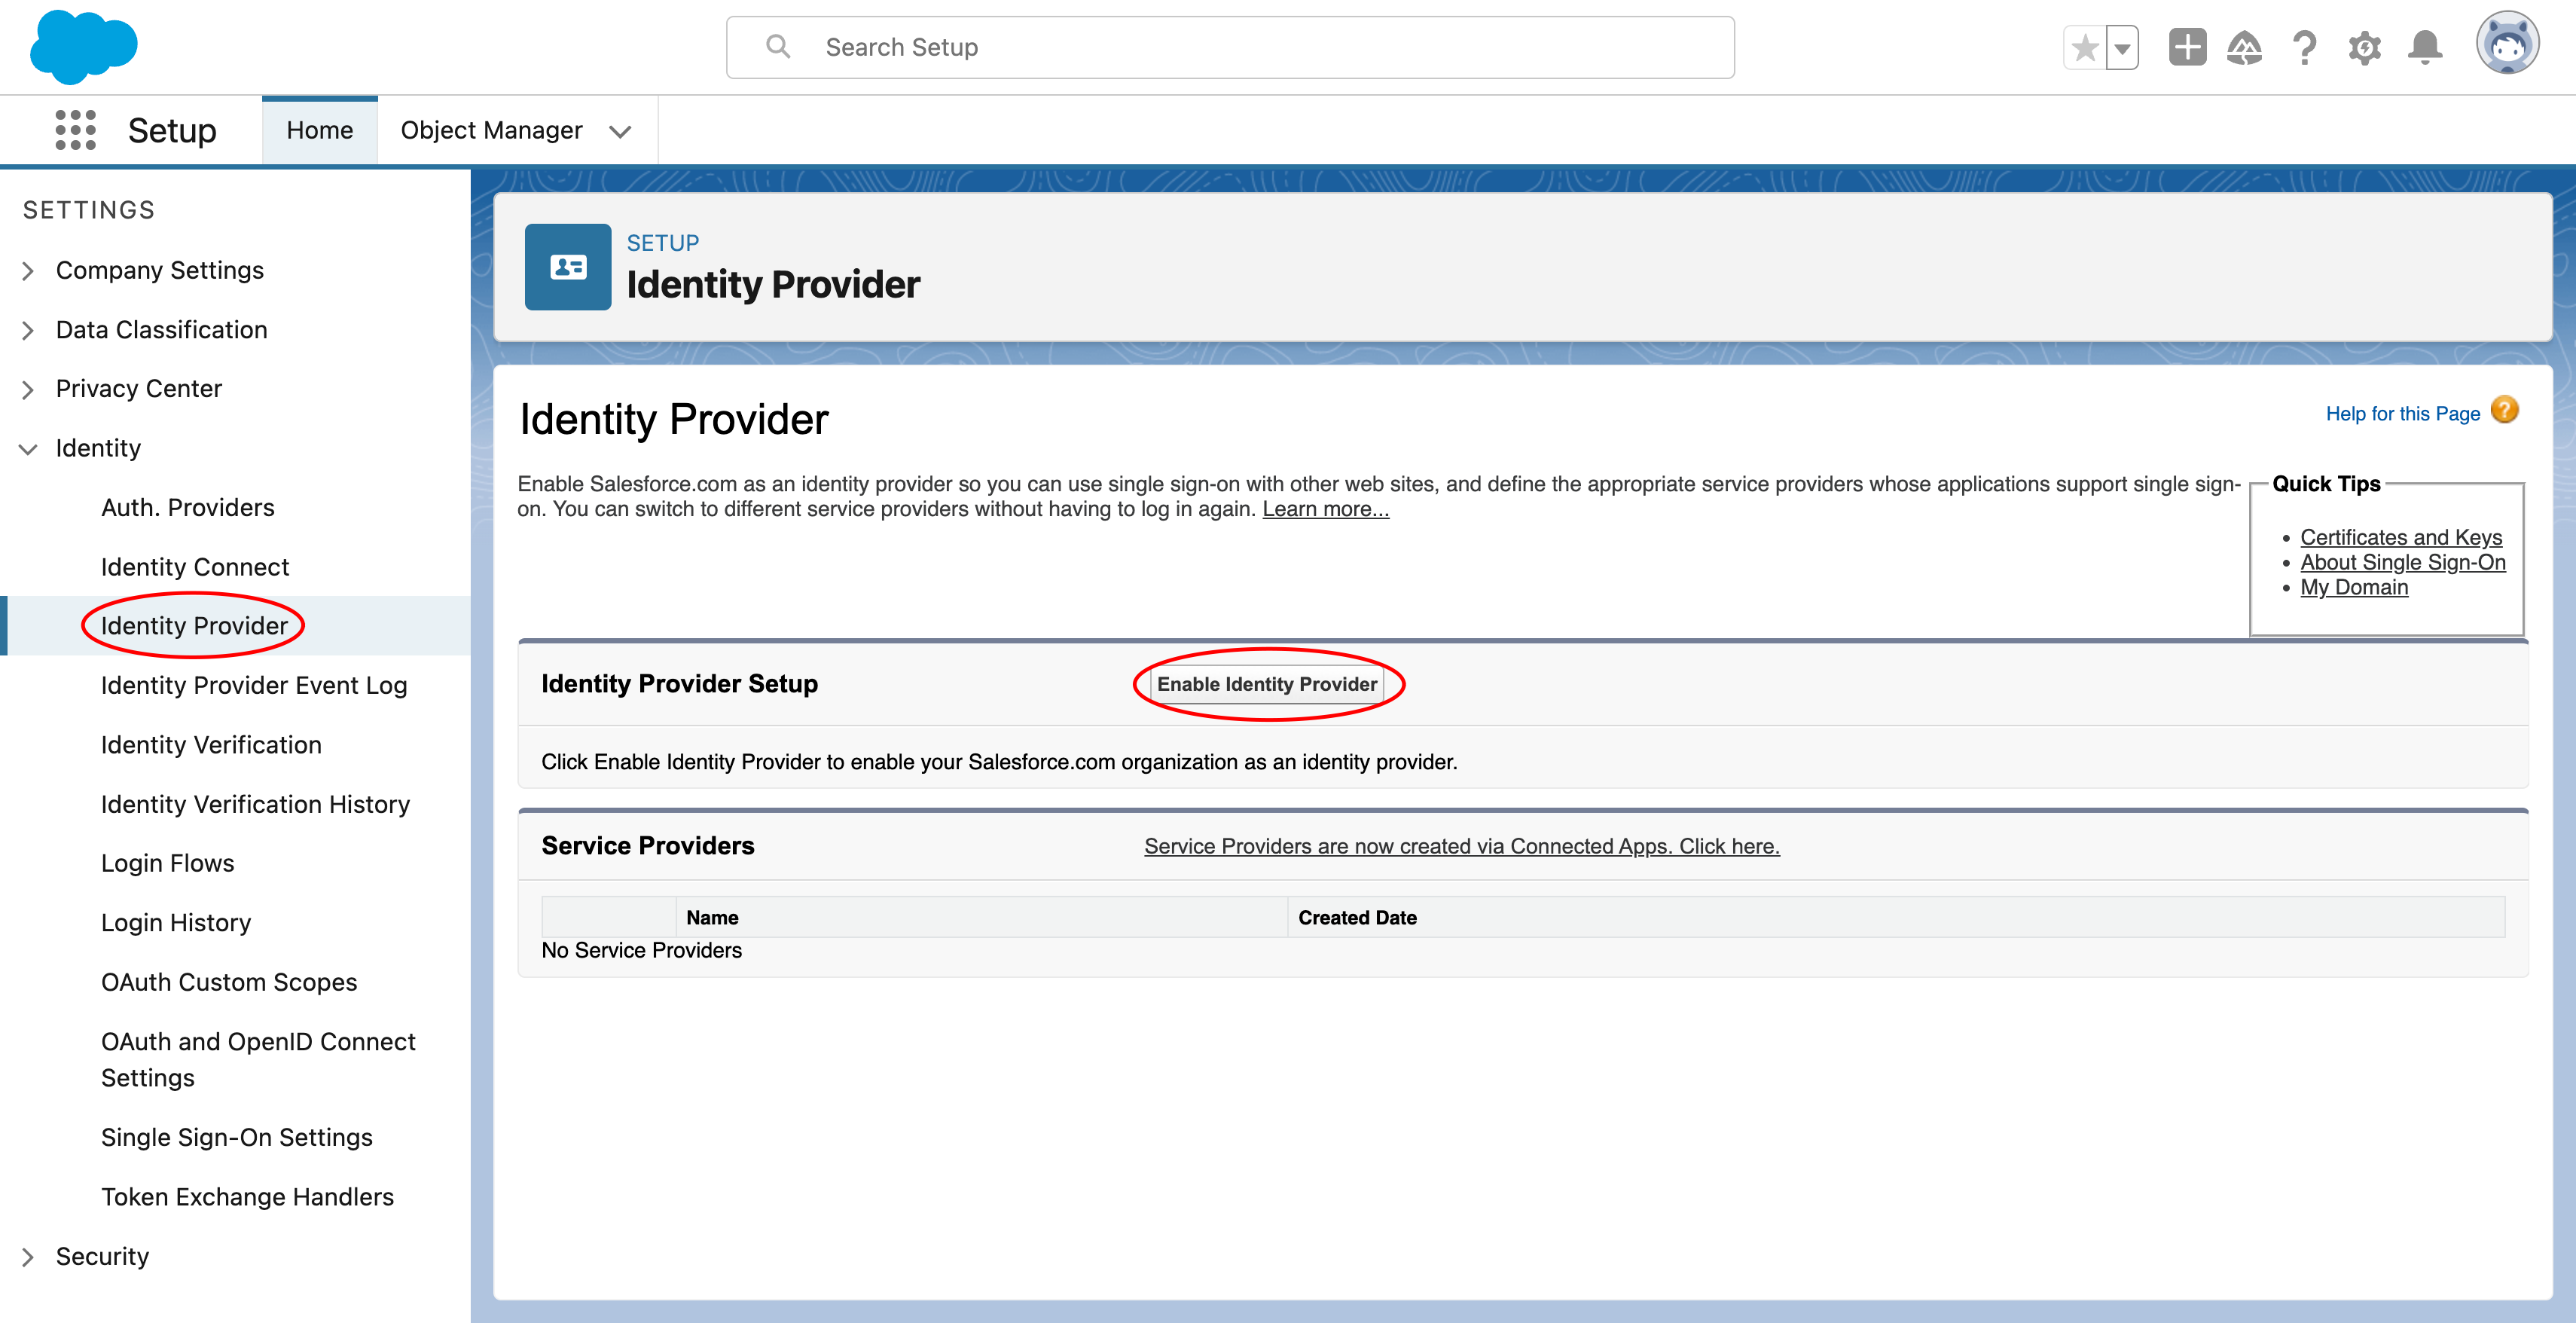 Search Setup
Setup
Home
Object Manager
SETTINGS
Company Settings
Data Classification
Privacy Center
Identity
Auth. Providers
Identity Connect
Identity Provider
Identity Provider Event Log
Identity Verification
Identity Verification History
Login Flows
Login History
OAuth Custom Scopes
OAuth and OpenID Connect
Settings
Single Sign-On Settings
Token Exchange Handlers
Security
SETUP
Identity Provider
Identity Provider
Help for this Page
Enable Salesforce.com as an identity provider so you can use single sign-on with other web sites, and define the appropriate service providers whose applications support single sign-
on. You can switch to different service providers without having to log in again. Learn more...
Quick Tips
Certificates and Keys
About Single Sign-On
My Domain
Identity Provider Setup
Enable Identity Provider
Click Enable Identity Provider to enable your Salesforce.com organization as an identity provider.
Service Providers
Service Providers are now created via Connected Apps. Click here.
Name
Created Date
No Service Providers